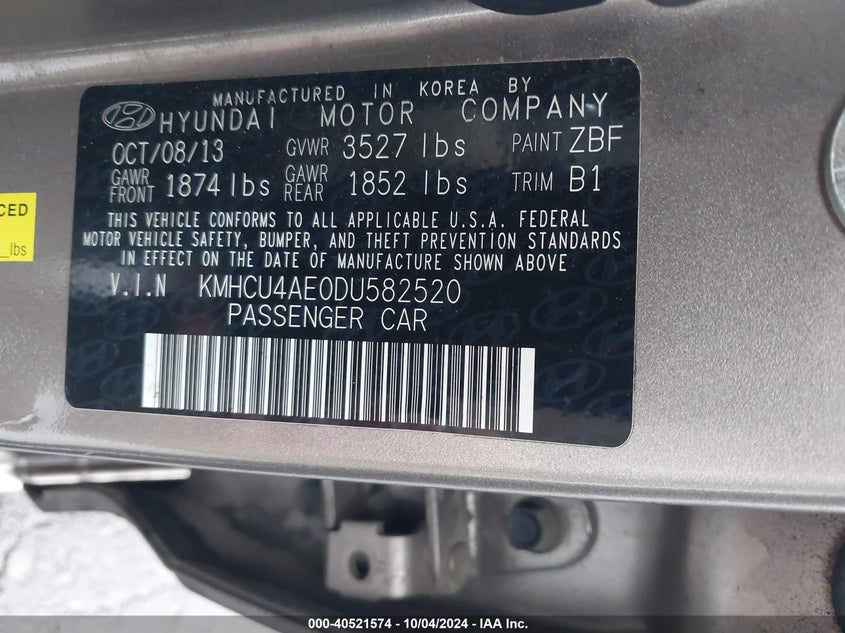 MANUFACTURED IN KOREA BY
HYUNDAI MOTOR COMPANY
OCT/08/13 GVWR 3527 lbs PAINT ZBF
GAWR FRONT 1874 lbs GAWR REAR 1852 lbs TRIM B1
THIS VEHICLE CONFORMS TO ALL APPLICABLE U.S.A. FEDERAL
MOTOR VEHICLE SAFETY, BUMPER, AND THEFT PREVENTION STANDARDS
IN EFFECT ON THE DATE OF MANUFACTURE SHOWN ABOVE
V.I.N KMHCU4AE0DU582520
PASSENGER CAR
CED
lbs
000-40521574 - 10/04/2024 - IAA Inc.